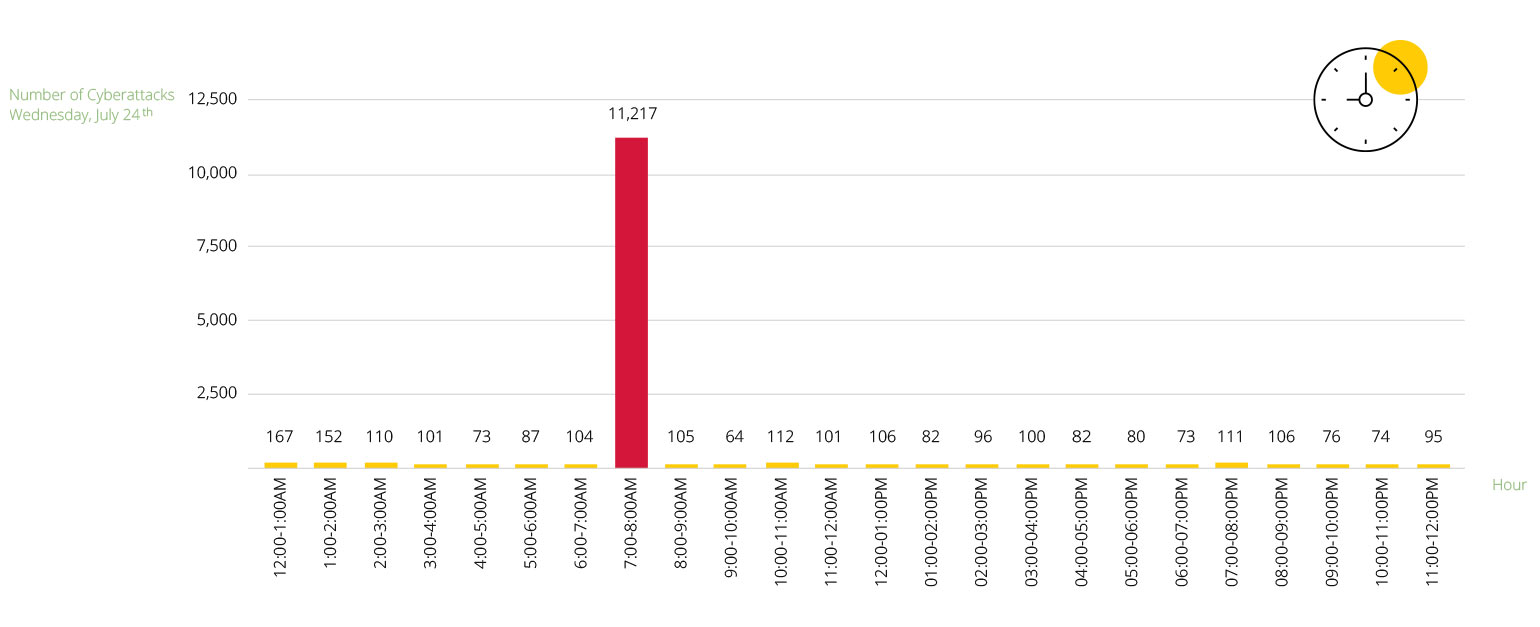 Number of Cyberattacks
Wednesday, July 24th
12,500
11,217
10,000
7,500
5,000
2,500
167 152 110 101 73 87 104 105 64 112 101 106 82 96 100 82 80 73 111 106 76 74 95
Hour
12:00-1:00AM
1:00-2:00AM
2:00-3:00AM
3:00-4:00AM
4:00-5:00AM
5:00-6:00AM
6:00-7:00AM
7:00-8:00AM
8:00-9:00AM
9:00-10:00AM
10:00-11:00AM
11:00-12:00AM
12:00-01:00PM
01:00-02:00PM
02:00-03:00PM
03:00-04:00PM
04:00-05:00PM
05:00-06:00PM
06:00-07:00PM
07:00-08:00PM
08:00-09:00PM
09:00-10:00PM
10:00-11:00PM
11:00-12:00PM